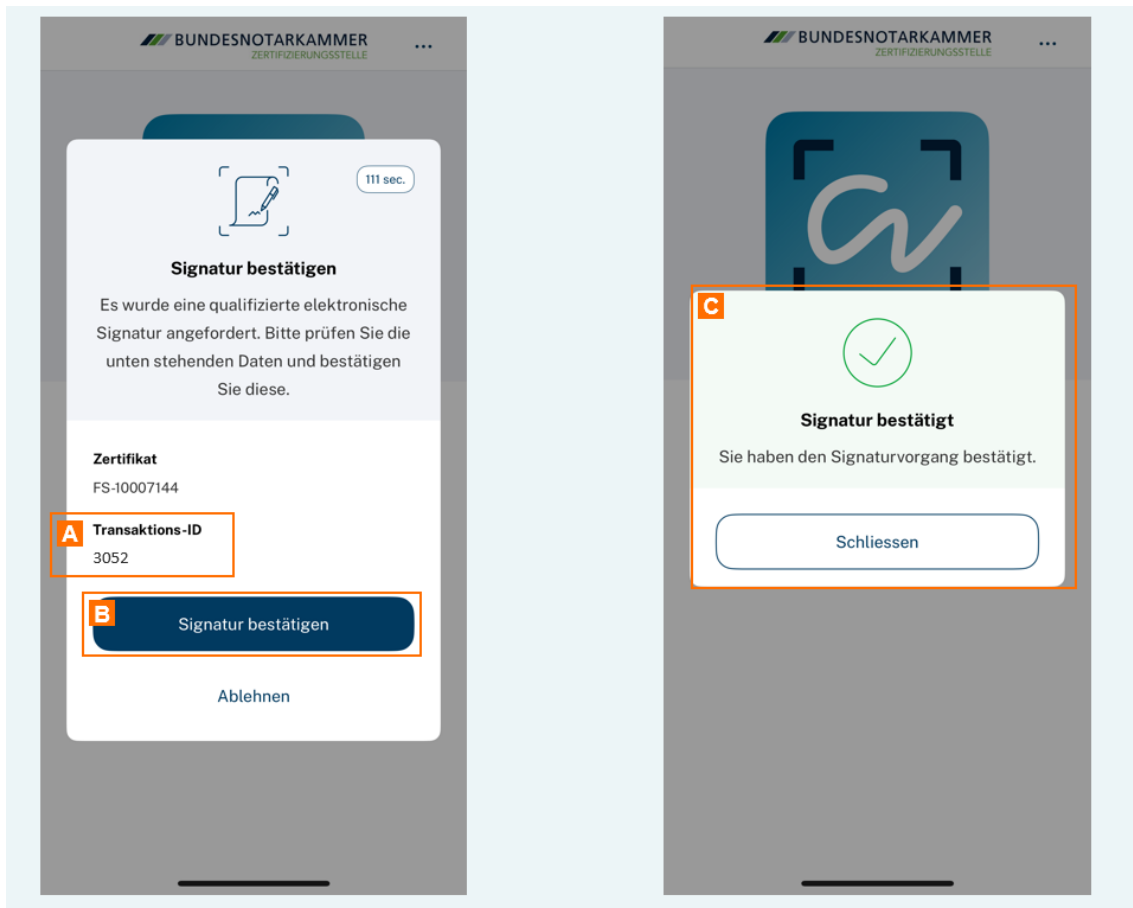 BUNDESNOTARKAMMER
ZERTIFIZIERUNGSSTELLE
111 sec.
Signatur bestätigen
Es wurde eine qualifizierte elektronische
Signatur angefordert. Bitte prüfen Sie die
unten stehenden Daten und bestätigen
Sie diese.
Zertifikat
FS-10007144
A
Transaktions-ID
3052
B
Signatur bestätigen
Ablehnen
BUNDESNOTARKAMMER
ZERTIFIZIERUNGSSTELLE
C
Signatur bestätigt
Sie haben den Signaturvorgang bestätigt.
Schliessen